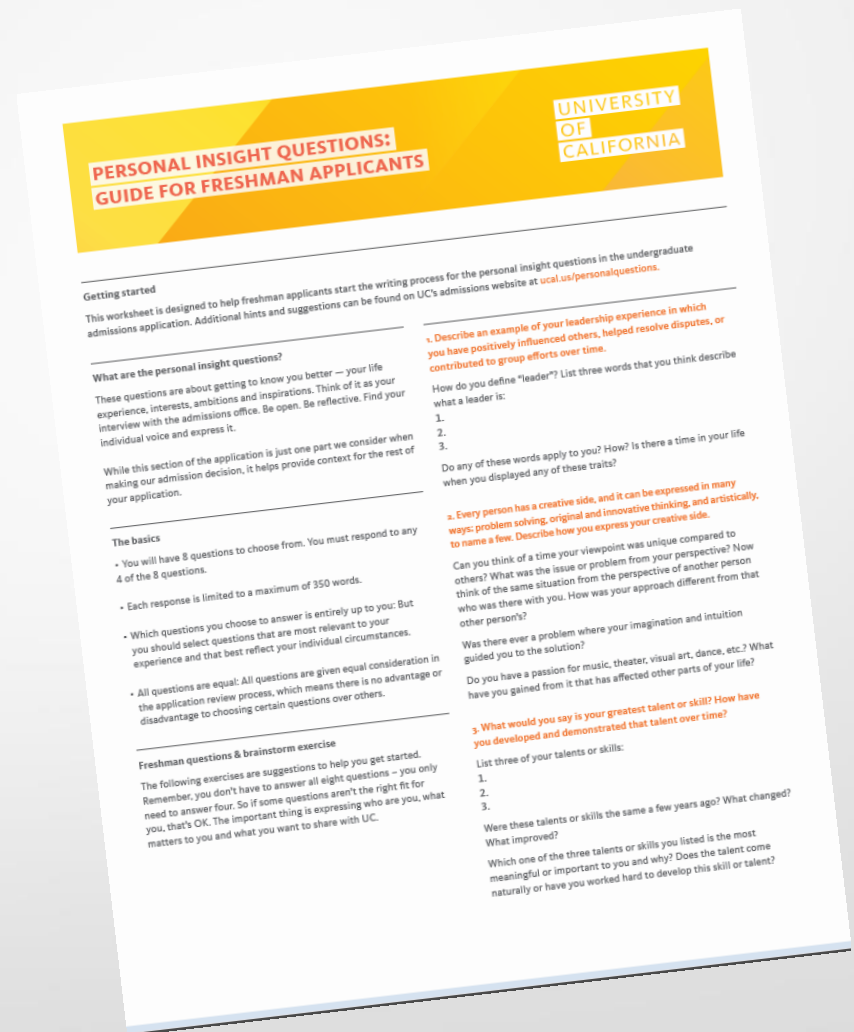 PERSONAL INSIGHT QUESTIONS:
GUIDE FOR FRESHMAN APPLICANTS
UNIVERSITY
OF
CALIFORNIA
Getting started
This worksheet is designed to help freshman applicants start the writing process for the personal insight questions in the undergraduate
admissions application. Additional hints and suggestions can be found on UC's admissions website at ucal.us/personalquestions.
What are the personal insight questions?
These questions are about getting to know you better — your life
experience, interests, ambitions and inspirations. Think of it as your
interview with the admissions office. Be open. Be reflective. Find your
individual voice and express it.
While this section of the application is just one part we consider when
making our admission decision, it helps provide context for the rest of
your application.
The basics
• You will have 8 questions to choose from. You must respond to any
4 of the 8 questions.
• Each response is limited to a maximum of 350 words.
• Which questions you choose to answer is entirely up to you: But
you should select questions that are most relevant to your
experience and that best reflect your individual circumstances.
• All questions are equal: All questions are given equal consideration in
the application review process, which means there is no advantage or
disadvantage to choosing certain questions over others.
Freshman questions & brainstorm exercise
The following exercises are suggestions to help you get started.
Remember, you don't have to answer all eight questions – you only
need to answer four. So if some questions aren't the right fit for
you, that's OK. The important thing is expressing who are you, what
matters to you and what you want to share with UC.
1. Describe an example of your leadership experience in which
you have positively influenced others, helped resolve disputes, or
contributed to group efforts over time.
How do you define "leader"? List three words that you think describe
what a leader is:
1.
2.
3.
Do any of these words apply to you? How? Is there a time in your life
when you displayed any of these traits?
2. Every person has a creative side, and it can be expressed in many
ways: problem solving, original and innovative thinking, and artistically,
to name a few. Describe how you express your creative side.
Can you think of a time your viewpoint was unique compared to
others? What was the issue or problem from your perspective? Now
think of the same situation from the perspective of another person
who was there with you. How was your approach different from that
other person's?
Was there ever a problem where your imagination and intuition
guided you to the solution?
Do you have a passion for music, theater, visual art, dance, etc.? What
have you gained from it that has affected other parts of your life?
3. What would you say is your greatest talent or skill? How have
you developed and demonstrated that talent over time?
List three of your talents or skills:
1.
2.
3.
Were these talents or skills the same a few years ago? What changed?
What improved?
Which one of the three talents or skills you listed is the most
meaningful or important to you and why? Does the talent come
naturally or have you worked hard to develop this skill or talent?